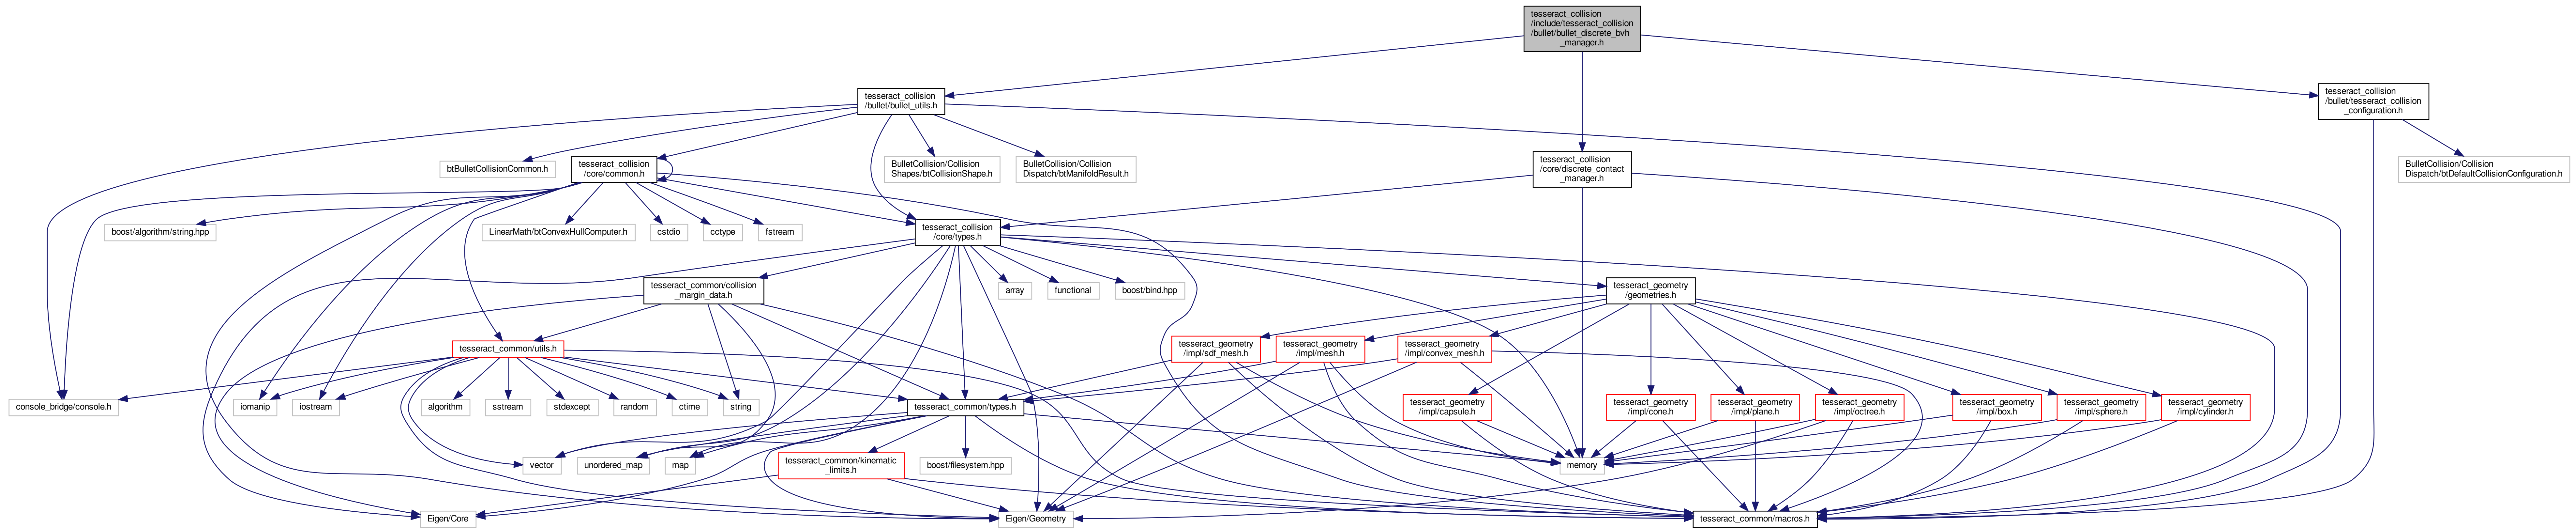 tesseract_collision
/include/tesseract_collision
/bullet/bullet_discrete_bvh
_manager.h
tesseract_collision
/bullet/bullet_utils.h
tesseract_collision
/bullet/tesseract_collision
_configuration.h
btBulletCollisionCommon.h
tesseract_collision
/core/common.h
BulletCollision/Collision
Shapes/btCollisionShape.h
BulletCollision/Collision
Dispatch/btManifoldResult.h
tesseract_collision
/core/discrete_contact
_manager.h
BulletCollision/Collision
Dispatch/btDefaultCollisionConfiguration.h
boost/algorithm/string.hpp
LinearMath/btConvexHullComputer.h
cstdio
cctype
fstream
tesseract_collision
/core/types.h
tesseract_common/collision
_margin_data.h
array
functional
boost/bind.hpp
tesseract_geometry
/geometries.h
tesseract_common/utils.h
tesseract_geometry
/impl/sdf_mesh.h
tesseract_geometry
/impl/mesh.h
tesseract_geometry
/impl/convex_mesh.h
console_bridge/console.h
iomanip
iostream
algorithm
sstream
stdexcept
random
ctime
string
tesseract_common/types.h
tesseract_geometry
/impl/capsule.h
tesseract_geometry
/impl/cone.h
tesseract_geometry
/impl/plane.h
tesseract_geometry
/impl/octree.h
tesseract_geometry
/impl/box.h
tesseract_geometry
/impl/sphere.h
tesseract_geometry
/impl/cylinder.h
vector
unordered_map
map
tesseract_common/kinematic
_limits.h
boost/filesystem.hpp
memory
Eigen/Core
Eigen/Geometry
tesseract_common/macros.h